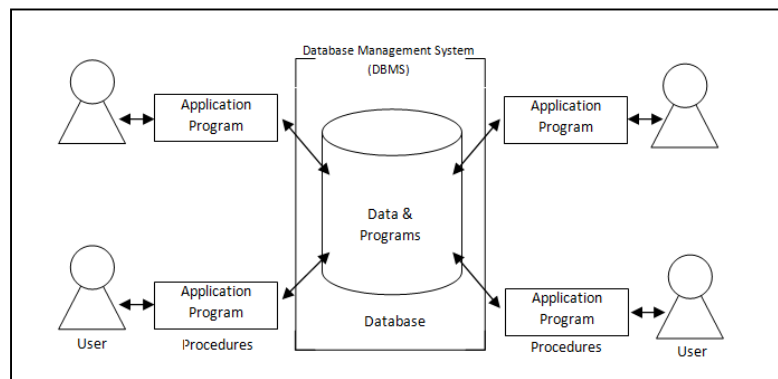 Database Management System
(DBMS)
Application
Program
Application
Program
Data &
Programs
Application
Program
Application
Program
Database
User
Procedures
Procedures
User